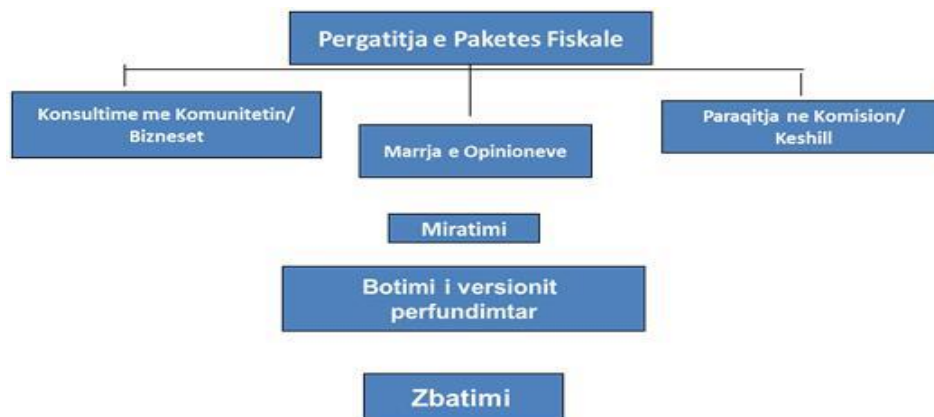 Pergatitja e Paketes Fiskale
Konsultime me Komunitetin/
Bizneset
Marrja e Opinioneve
Paraqitja ne Komision/
Keshill
Miratimi
Botimi i versionit
perfundimtar
Zbatimi